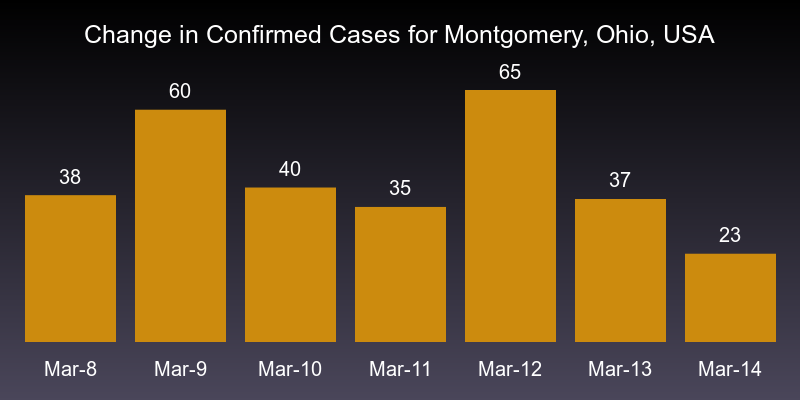 Change in Confirmed Cases for Montgomery, Ohio, USA
38
60
40
35
65
37
23
Mar-8
Mar-9
Mar-10
Mar-11
Mar-12
Mar-13
Mar-14